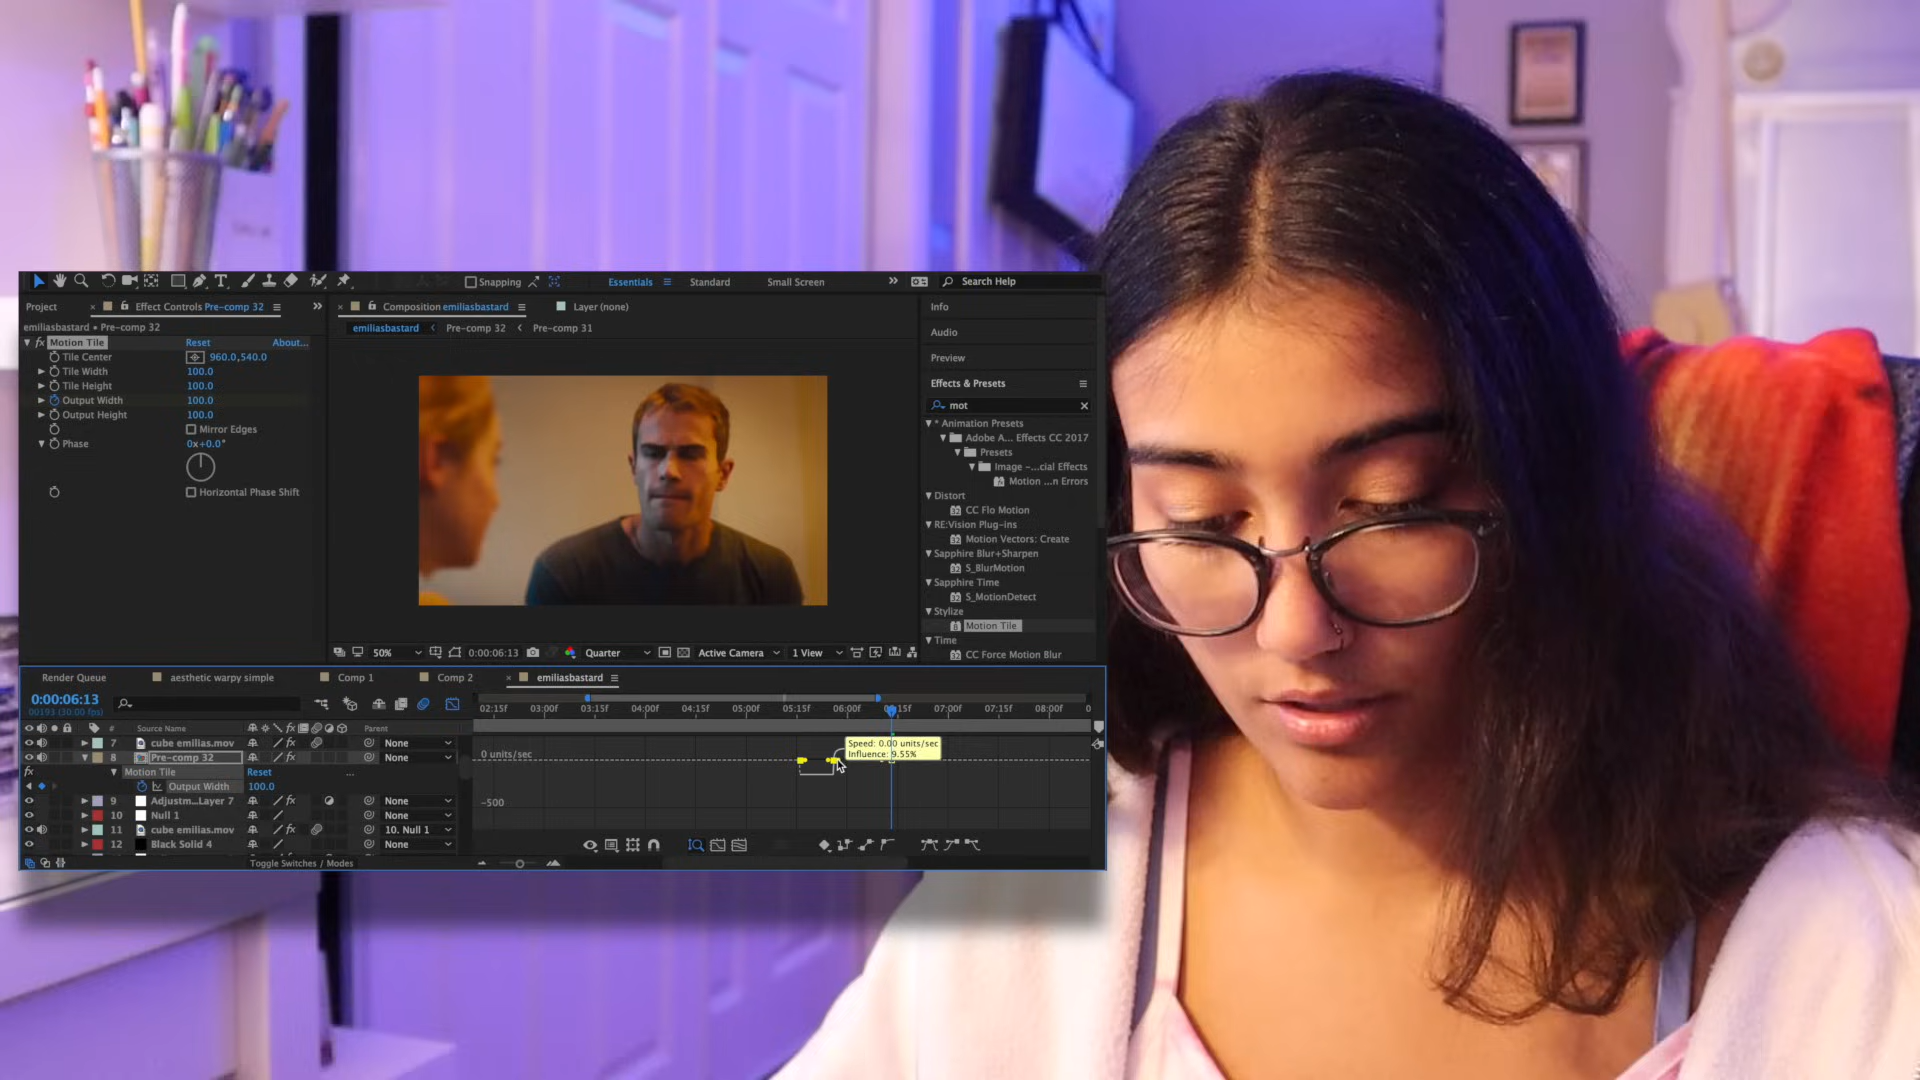 Snapping
Essentials
Standard
Small Screen
Search Help
Project
Effect Controls Pre-comp 32
Composition emiliasbastard
Layer (none)
Info
emiliasbastard • Pre-comp 32
emiliasbastard
Pre-comp 32
Pre-comp 31
Audio
fx Motion Tile Reset About...
Tile Center 960.0,540.0
Tile Width 100.0
Tile Height 100.0
Output Width 100.0
Output Height 100.0
Mirror Edges
Phase 0x+0.0°
Horizontal Phase Shift
Preview
Effects & Presets
mot
* Animation Presets
Adobe A... Effects CC 2017
Presets
Image -...cial Effects
Motion ...n Errors
Distort
CC Flo Motion
RE:Vision Plug-ins
Motion Vectors: Create
Sapphire Blur+Sharpen
S_BlurMotion
Sapphire Time
S_MotionDetect
Stylize
Motion Tile
Time
CC Force Motion Blur
50% 0:00:06:13 Quarter Active Camera 1 View
Render Queue
aesthetic warpy simple
Comp 1
Comp 2
emiliasbastard
0:00:06:13
00193 (30.00 fps)
02:15f 03:00f 03:15f 04:00f 04:15f 05:00f 05:15f 06:00f 07:00f 07:15f 08:00f
# Source Name Parent
7 cube emilias.mov None
8 Pre-comp 32 None
Motion Tile Reset ...
Output Width 100.0
9 Adjustm...Layer 7 None
10 Null 1 None
11 cube emilias.mov 10. Null 1
12 Black Solid 4 None
Toggle Switches / Modes
0 units/sec
-500
Speed: 0.00 units/sec
Influence: 9.55%